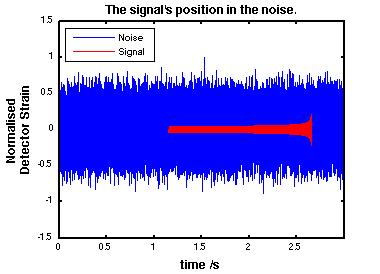 The signal's position in the noise.
1.5
Noise
Signal
1
0.5
0
-0.5
-1
-1.5
Normalised
Detector Strain
0 0.5 1 1.5 2 2.5
time /s